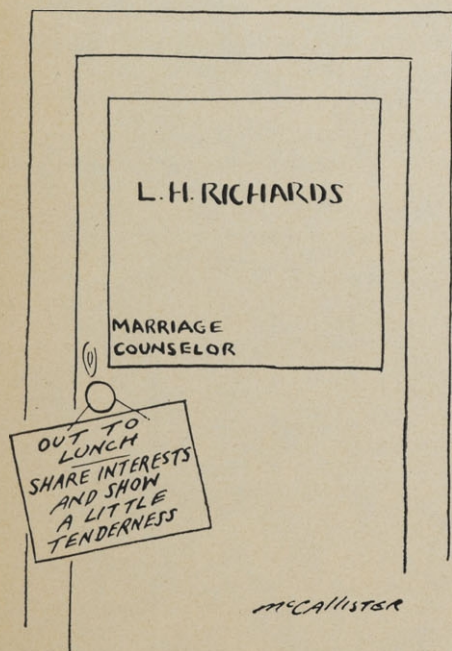 L.H. RICHARDS
MARRIAGE
COUNSELOR
OUT TO
LUNCH
SHARE INTERESTS
AND SHOW
A LITTLE
TENDERNESS
McCALLISTER